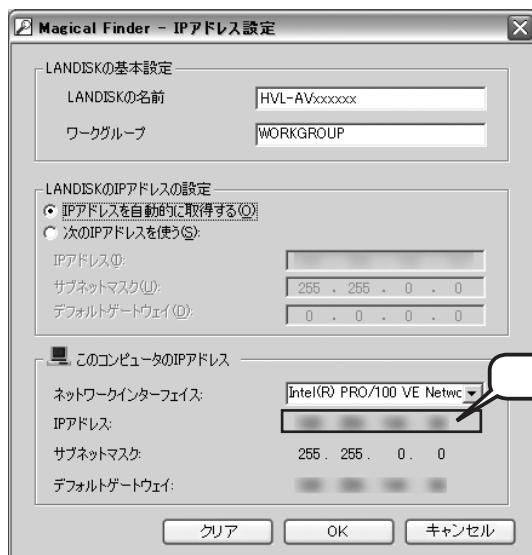 Magical Finder - IPアドレス設定
LANDISKの基本設定
LANDISKの名前 HVL-AVxxxxxx
ワークグループ WORKGROUP
LANDISKのIPアドレスの設定
IPアドレスを自動的に取得する(O)
次のIPアドレスを使う(S):
IPアドレス(I):
サブネットマスク(U): 255 . 255 . 0 . 0
デフォルトゲートウェイ(D): 0 . 0 . 0 . 0
このコンピュータのIPアドレス
ネットワークインターフェイス: Intel(R) PRO/100 VE Netwc
IPアドレス:
サブネットマスク: 255 . 255 . 0 . 0
デフォルトゲートウェイ:
クリア OK キャンセル